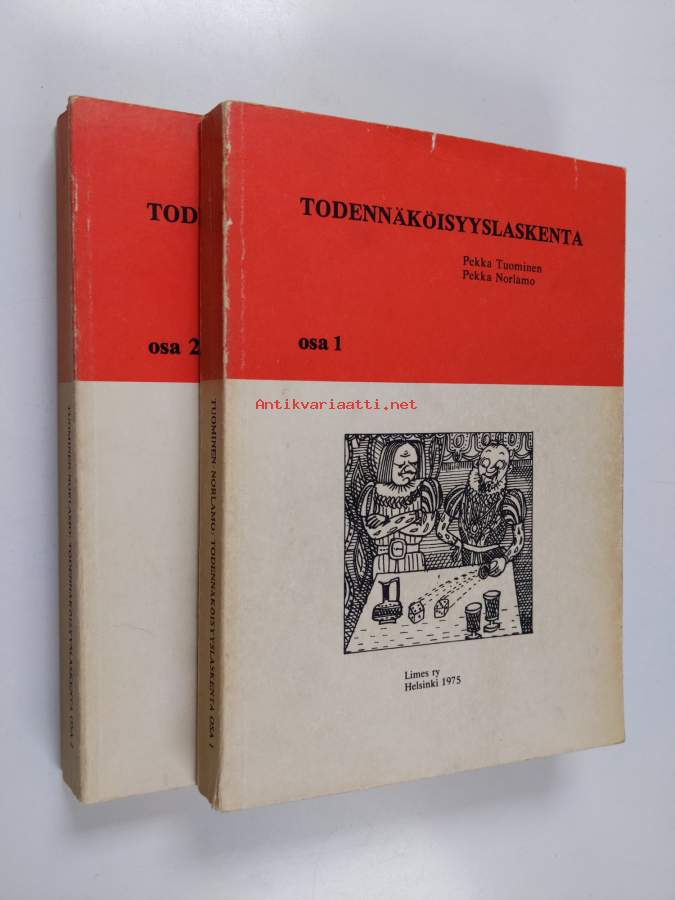 TOD
osa 2
TUOMINEN-NORLAMO: TODENNÄKÖISYYSLASKENTA OSA 2
TODENNÄKÖISYYSLASKENTA
Pekka Tuominen
Pekka Norlamo
osa 1
TUOMINEN-NORLAMO: TODENNÄKÖISYYSLASKENTA OSA 1
Antikvariaatti.net
Limes ry
Helsinki 1975